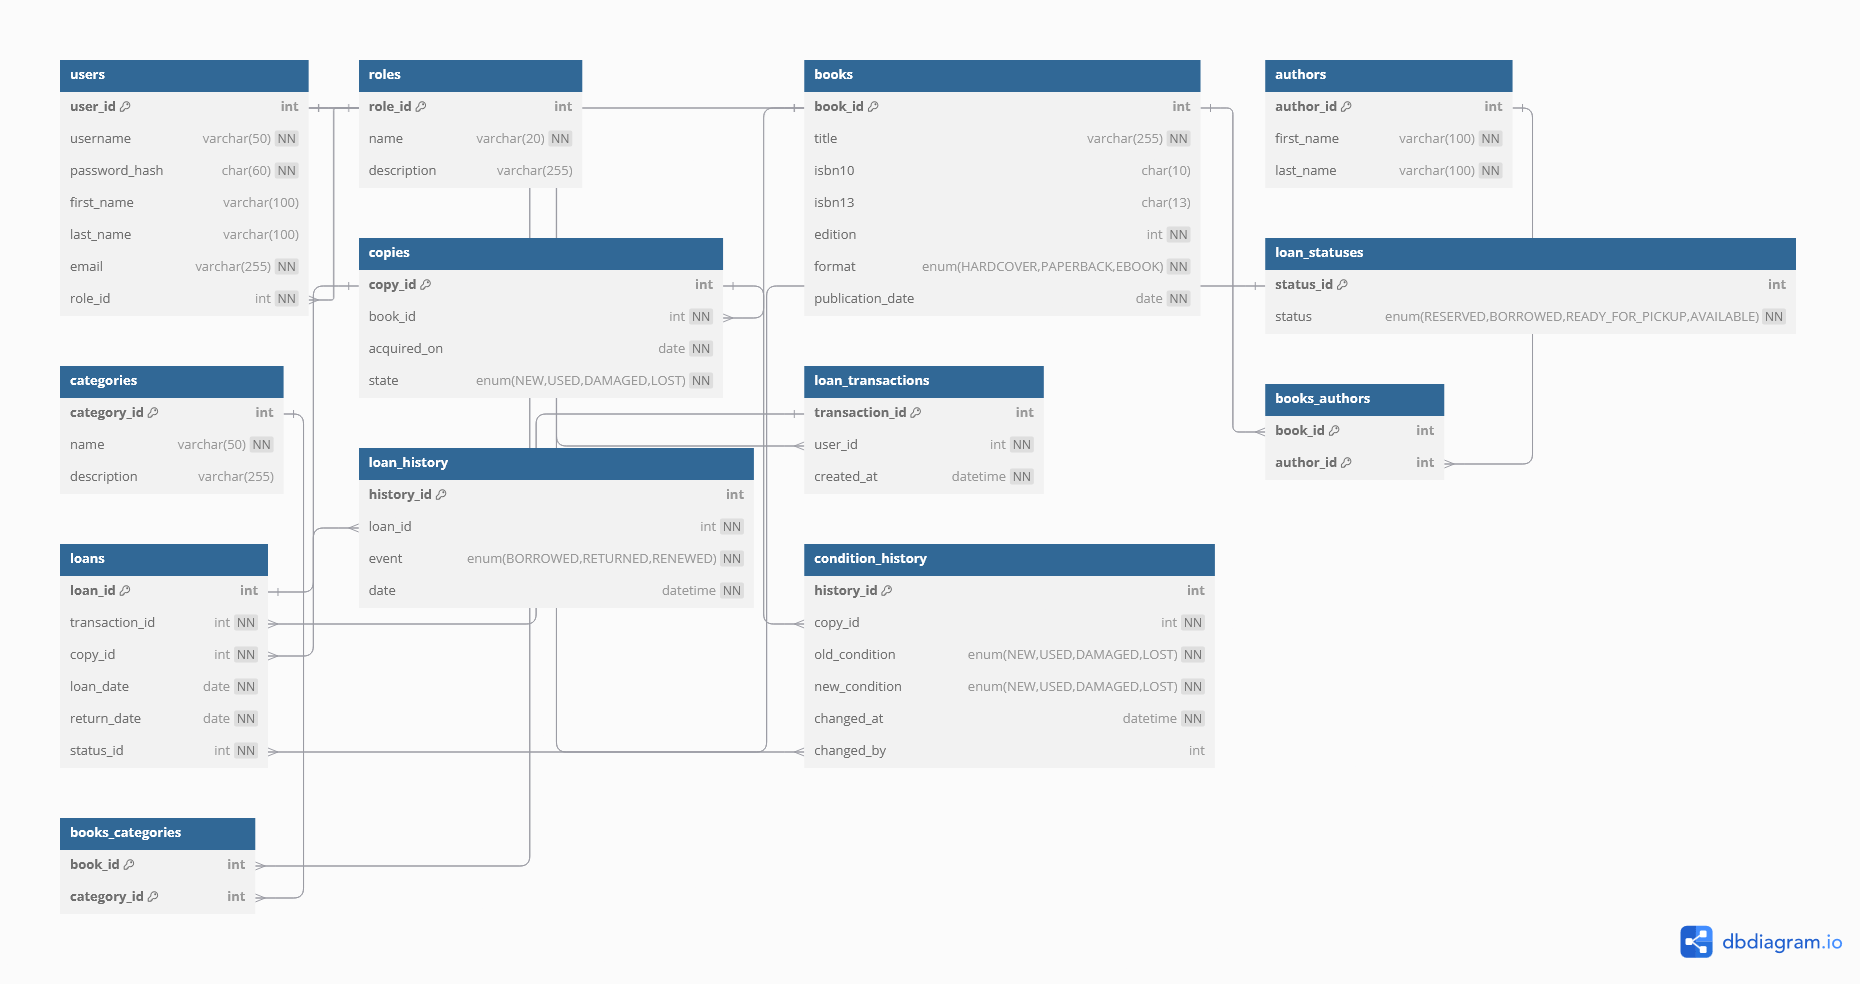 users
user_id int
username varchar(50) NN
password_hash char(60) NN
first_name varchar(100)
last_name varchar(100)
email varchar(255) NN
role_id int NN
roles
role_id int
name varchar(20) NN
description varchar(255)
books
book_id int
title varchar(255) NN
isbn10 char(10)
isbn13 char(13)
edition int NN
format enum(HARDCOVER,PAPERBACK,EBOOK) NN
publication_date date NN
authors
author_id int
first_name varchar(100) NN
last_name varchar(100) NN
copies
copy_id int
book_id int NN
acquired_on date NN
state enum(NEW,USED,DAMAGED,LOST) NN
loan_statuses
status_id int
status enum(RESERVED,BORROWED,READY_FOR_PICKUP,AVAILABLE) NN
categories
category_id int
name varchar(50) NN
description varchar(255)
loan_transactions
transaction_id int
user_id int NN
created_at datetime NN
books_authors
book_id int
author_id int
loan_history
history_id int
loan_id int NN
event enum(BORROWED,RETURNED,RENEWED) NN
date datetime NN
loans
loan_id int
transaction_id int NN
copy_id int NN
loan_date date NN
return_date date NN
status_id int NN
condition_history
history_id int
copy_id int NN
old_condition enum(NEW,USED,DAMAGED,LOST) NN
new_condition enum(NEW,USED,DAMAGED,LOST) NN
changed_at datetime NN
changed_by int
books_categories
book_id int
category_id int
dbdiagram.io